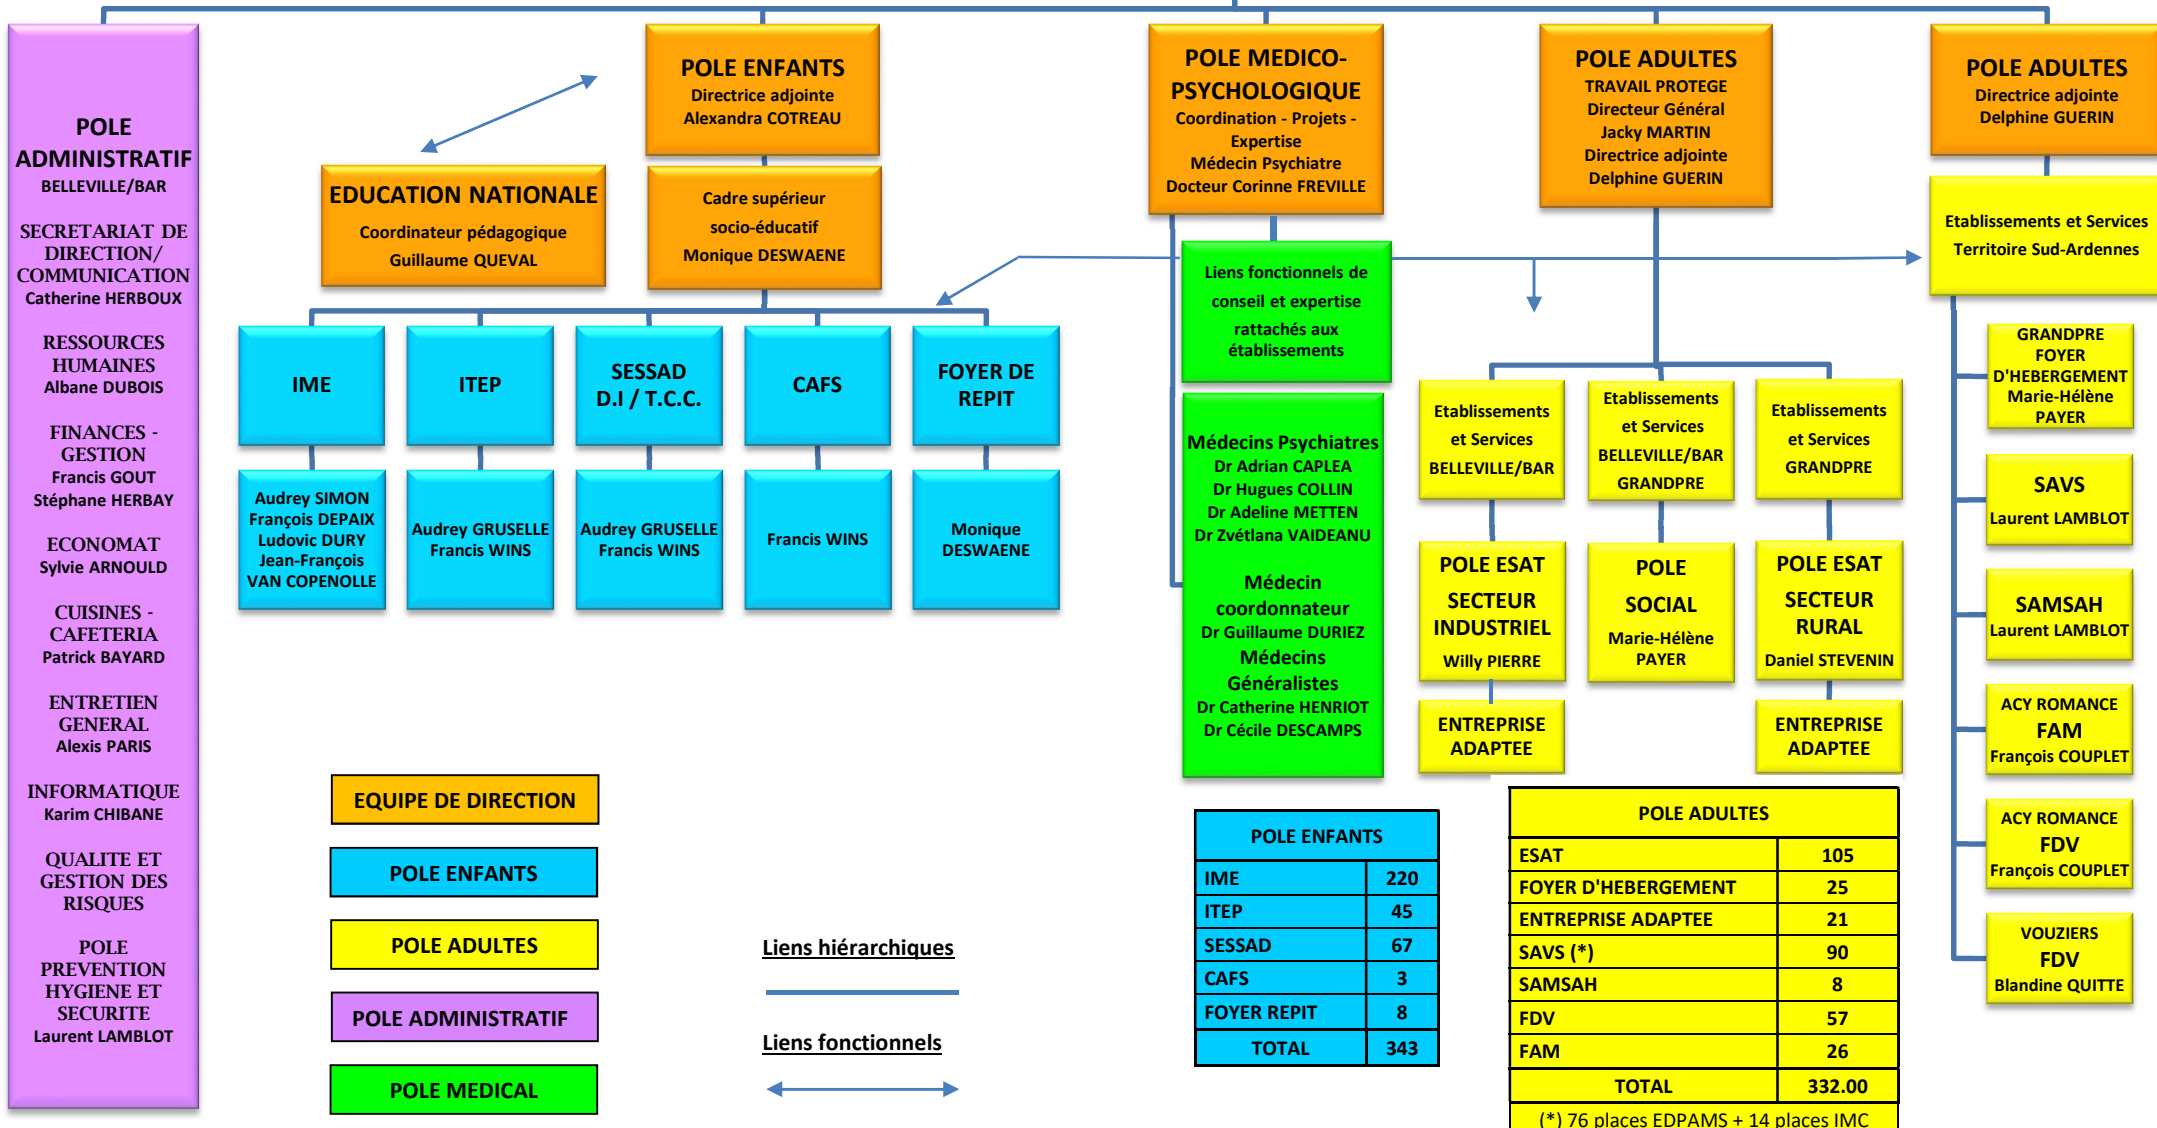 POLE
ADMINISTRATIF
BELLEVILLE/BAR
SECRETARIAT DE
DIRECTION/
COMMUNICATION
Catherine HERBOUX
RESSOURCES
HUMAINES
Albane DUBOIS
FINANCES -
GESTION
Francis GOUT
Stéphane HERBAY
ECONOMAT
Sylvie ARNOULD
CUISINES -
CAFETERIA
Patrick BAYARD
ENTRETIEN
GENERAL
Alexis PARIS
INFORMATIQUE
Karim CHIBANE
QUALITE ET
GESTION DES
RISQUES
POLE
PREVENTION
HYGIENE ET
SECURITE
Laurent LAMBLOT
POLE ENFANTS
Directrice adjointe
Alexandra COTREAU
EDUCATION NATIONALE
Coordinateur pédagogique
Guillaume QUEVAL
Cadre supérieur
socio-éducatif
Monique DESWAENE
IME
ITEP
SESSAD
D.I / T.C.C.
CAFS
FOYER DE
REPIT
Audrey SIMON
François DEPAIX
Ludovic DURY
Jean-François
VAN COPENOLLE
Audrey GRUSELLE
Francis WINS
Audrey GRUSELLE
Francis WINS
Francis WINS
Monique
DESWAENE
POLE MEDICO-
PSYCHOLOGIQUE
Coordination - Projets -
Expertise
Médecin Psychiatre
Docteur Corinne FREVILLE
Liens fonctionnels de
conseil et expertise
rattachés aux
établissements
Médecins Psychiatres
Dr Adrian CAPLEA
Dr Hugues COLLIN
Dr Adeline METTEN
Dr Zvétlana VAIDEANU
Médecin
coordonnateur
Dr Guillaume DURIEZ
Médecins
Généralistes
Dr Catherine HENRIOT
Dr Cécile DESCAMPS
POLE ADULTES
TRAVAIL PROTEGE
Directeur Général
Jacky MARTIN
Directrice adjointe
Delphine GUERIN
Etablissements
et Services
BELLEVILLE/BAR
Etablissements
et Services
BELLEVILLE/BAR
GRANDPRE
Etablissements
et Services
GRANDPRE
POLE ESAT
SECTEUR
INDUSTRIEL
Willy PIERRE
POLE
SOCIAL
Marie-Hélène
PAYER
POLE ESAT
SECTEUR
RURAL
Daniel STEVENIN
ENTREPRISE
ADAPTEE
ENTREPRISE
ADAPTEE
POLE ADULTES
Directrice adjointe
Delphine GUERIN
Etablissements et Services
Territoire Sud-Ardennes
GRANDPRE
FOYER
D'HEBERGEMENT
Marie-Hélène
PAYER
SAVS
Laurent LAMBLOT
SAMSAH
Laurent LAMBLOT
ACY ROMANCE
FAM
François COUPLET
ACY ROMANCE
FDV
François COUPLET
VOUZIERS
FDV
Blandine QUITTE
EQUIPE DE DIRECTION
POLE ENFANTS
POLE ADULTES
POLE ADMINISTRATIF
POLE MEDICAL
Liens hiérarchiques
Liens fonctionnels
POLE ENFANTS
IME 220
ITEP 45
SESSAD 67
CAFS 3
FOYER REPIT 8
TOTAL 343
POLE ADULTES
ESAT 105
FOYER D'HEBERGEMENT 25
ENTREPRISE ADAPTEE 21
SAVS (*) 90
SAMSAH 8
FDV 57
FAM 26
TOTAL 332.00
(*) 76 places EDPAMS + 14 places IMC